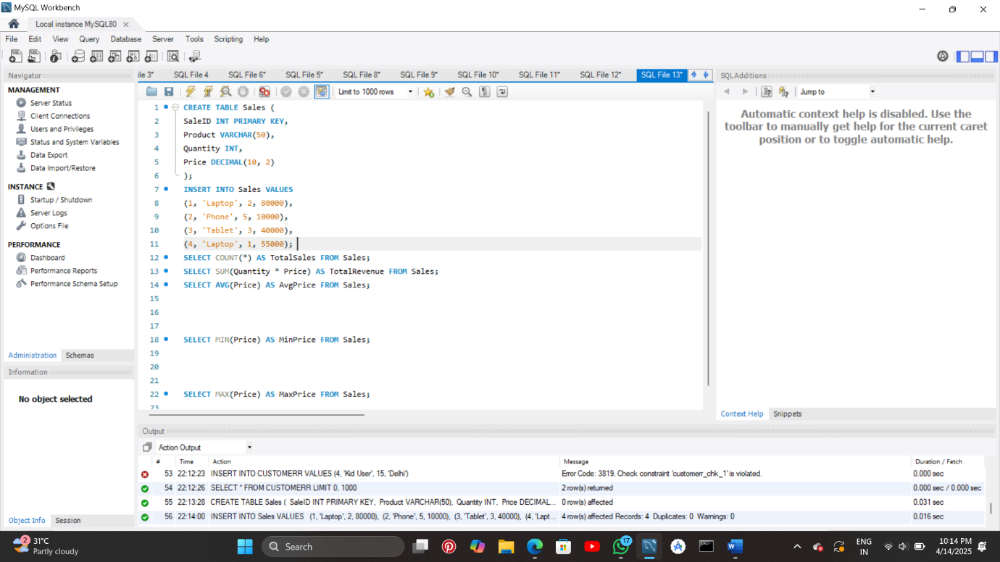 MySQL Workbench
Local instance MySQL80
File Edit View Query Database Server Tools Scripting Help
Navigator
MANAGEMENT
Server Status
Client Connections
Users and Privileges
Status and System Variables
Data Export
Data Import/Restore
INSTANCE
Startup / Shutdown
Server Logs
Options File
PERFORMANCE
Dashboard
Performance Reports
Performance Schema Setup
Administration Schemas
Information
No object selected
Object Info Session
ile 3* SQL File 4 SQL File 6* SQL File 5* SQL File 8* SQL File 9* SQL File 10* SQL File 11* SQL File 12* SQL File 13*
Limit to 1000 rows
1 CREATE TABLE Sales (
2 SaleID INT PRIMARY KEY,
3 Product VARCHAR(50),
4 Quantity INT,
5 Price DECIMAL(10, 2)
6 );
7 INSERT INTO Sales VALUES
8 (1, 'Laptop', 2, 80000),
9 (2, 'Phone', 5, 10000),
10 (3, 'Tablet', 3, 40000),
11 (4, 'Laptop', 1, 55000);
12 SELECT COUNT(*) AS TotalSales FROM Sales;
13 SELECT SUM(Quantity * Price) AS TotalRevenue FROM Sales;
14 SELECT AVG(Price) AS AvgPrice FROM Sales;
15
16
17
18 SELECT MIN(Price) AS MinPrice FROM Sales;
19
20
21
22 SELECT MAX(Price) AS MaxPrice FROM Sales;
23
SQLAdditions
Jump to
Automatic context help is disabled. Use the
toolbar to manually get help for the current caret
position or to toggle automatic help.
Context Help Snippets
Output
Action Output
# Time Action Message Duration / Fetch
53 22:12:23 INSERT INTO CUSTOMERR VALUES (4, 'Kid User', 15, 'Delhi') Error Code: 3819. Check constraint 'customerr_chk_1' is violated. 0.000 sec
54 22:12:26 SELECT * FROM CUSTOMERR LIMIT 0, 1000 2 row(s) returned 0.000 sec / 0.000 sec
55 22:13:28 CREATE TABLE Sales ( SaleID INT PRIMARY KEY, Product VARCHAR(50), Quantity INT, Price DECIMAL... 0 row(s) affected 0.031 sec
56 22:14:00 INSERT INTO Sales VALUES (1, 'Laptop', 2, 80000), (2, 'Phone', 5, 10000), (3, 'Tablet', 3, 40000), (4, 'Lapt... 4 row(s) affected Records: 4 Duplicates: 0 Warnings: 0 0.016 sec
2
31°C
Partly cloudy
Search
17
ENG
IN
10:14 PM
4/14/2025